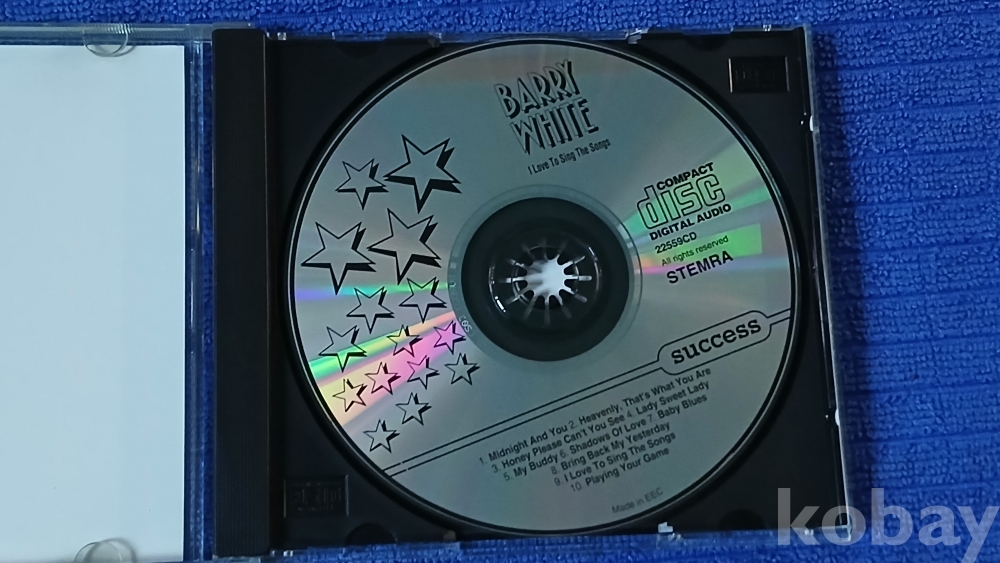 BARRY
WHITE
I Love To Sing The Songs
COMPACT
disc
DIGITAL AUDIO
22559CD
All rights reserved
STEMRA
success
1. Midnight And You 2. Heavenly, That's What You Are
3. Honey Please Can't You See 4. Lady Sweet Lady
5. My Buddy 6. Shadows Of Love 7. Baby Blues
8. Bring Back My Yesterday
9. I Love To Sing The Songs
10. Playing Your Game
Made in EEC
kobay